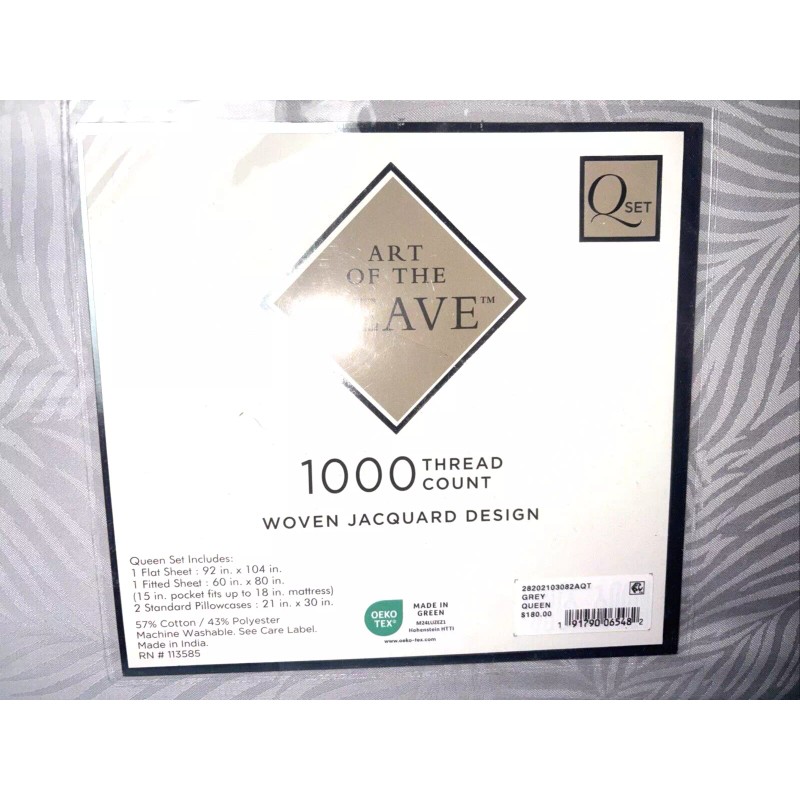 Q SET
ART
OF THE
EAVE™
1000 THREAD COUNT
WOVEN JACQUARD DESIGN
Queen Set Includes:
1 Flat Sheet : 92 in. x 104 in.
1 Fitted Sheet : 60 in. x 80 in.
(15 in. pocket fits up to 18 in. mattress)
2 Standard Pillowcases : 21 in. x 30 in.
57% Cotton / 43% Polyester
Machine Washable. See Care Label.
Made in India.
RN # 113585
OEKO
TEX®
MADE IN
GREEN
Hohenstein HTTI
www.oeko-tex.com
28202103082AQT
GREY
QUEEN
$180.00
1 91790 06548 2